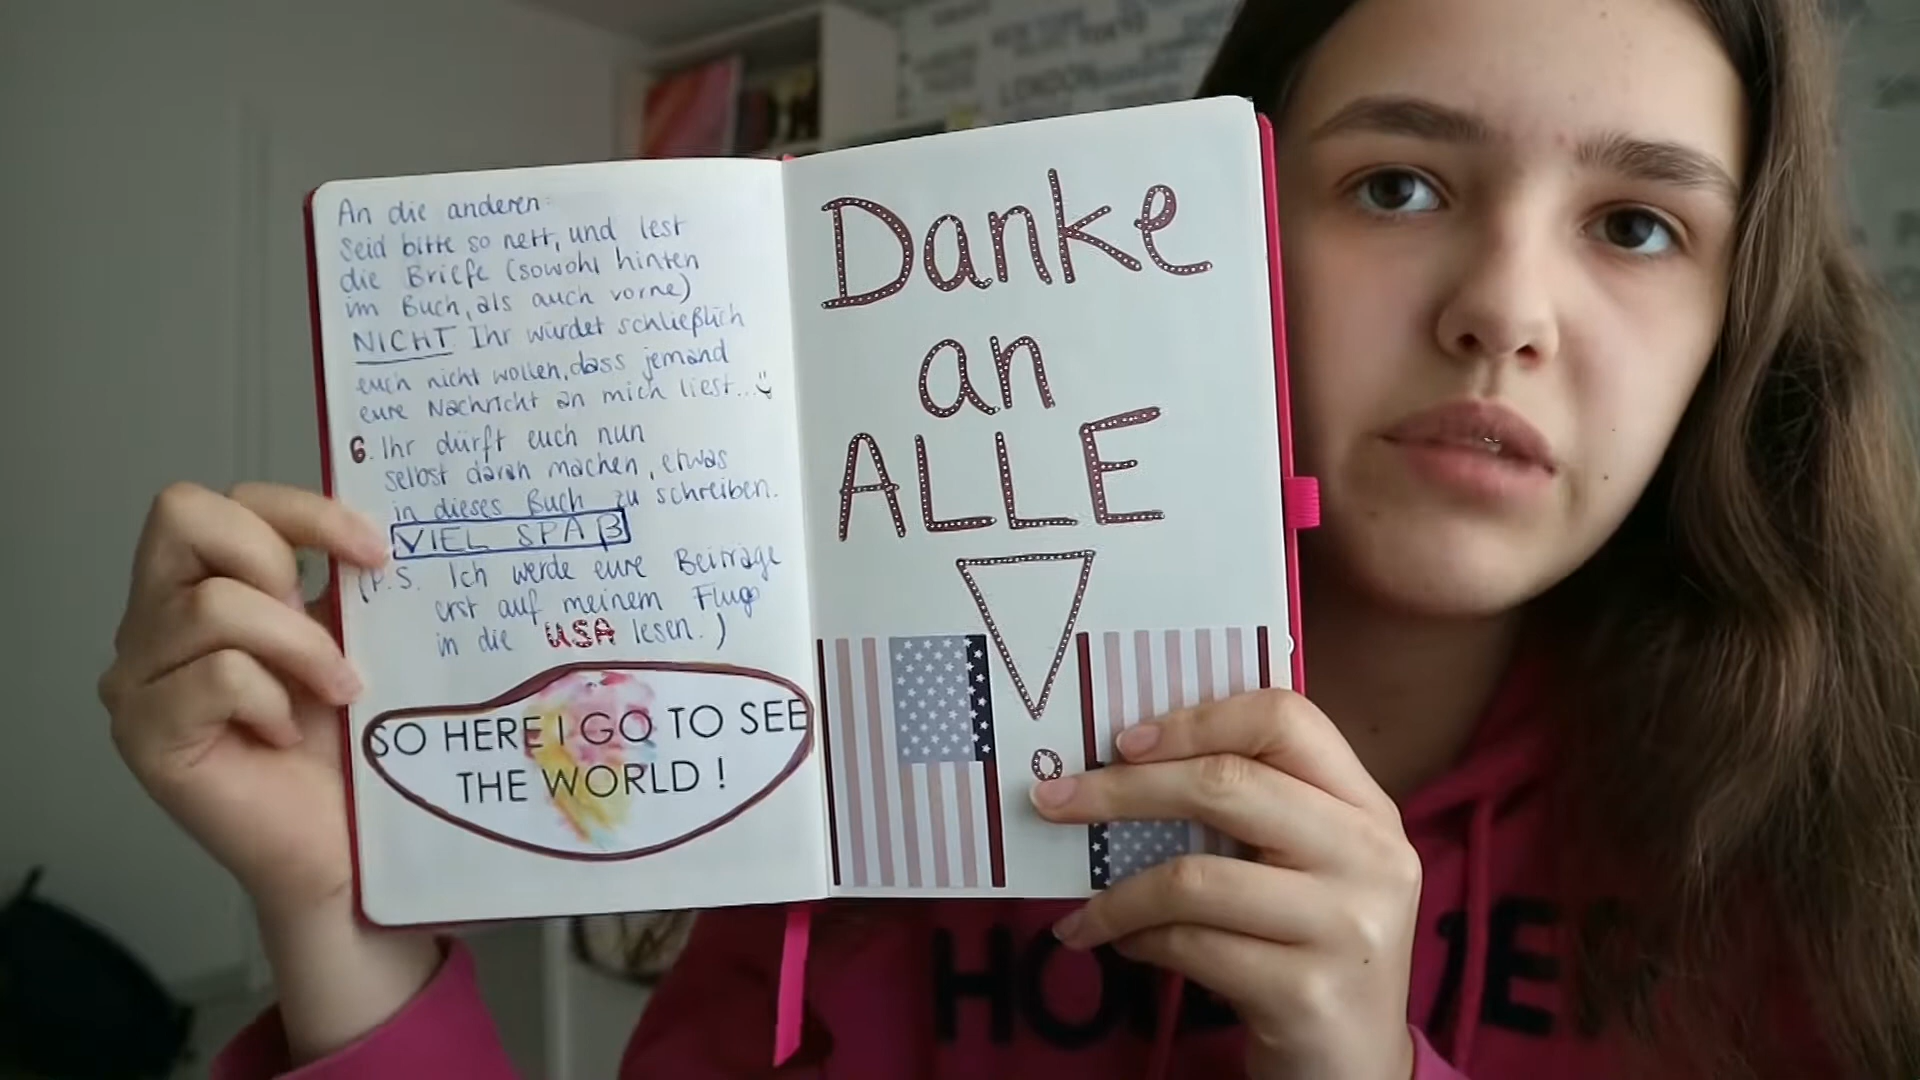 An die anderen:
seid bitte so nett, und lest
die Briefe (sowohl hinten
im Buch, als auch vorne)
NICHT Ihr würdet schließlich
euch nicht wollen, dass jemand
eure Nachricht an mich liest...
6. Ihr dürft euch nun
selbst daran machen, etwas
in dieses Buch zu schreiben.
VIEL SPAß
(P.S. Ich werde eure Beiträge
erst auf meinem Flug
in die USA lesen.)
SO HERE I GO TO SEE
THE WORLD !
Danke
an
ALLE
!
LONDON
TOKYO